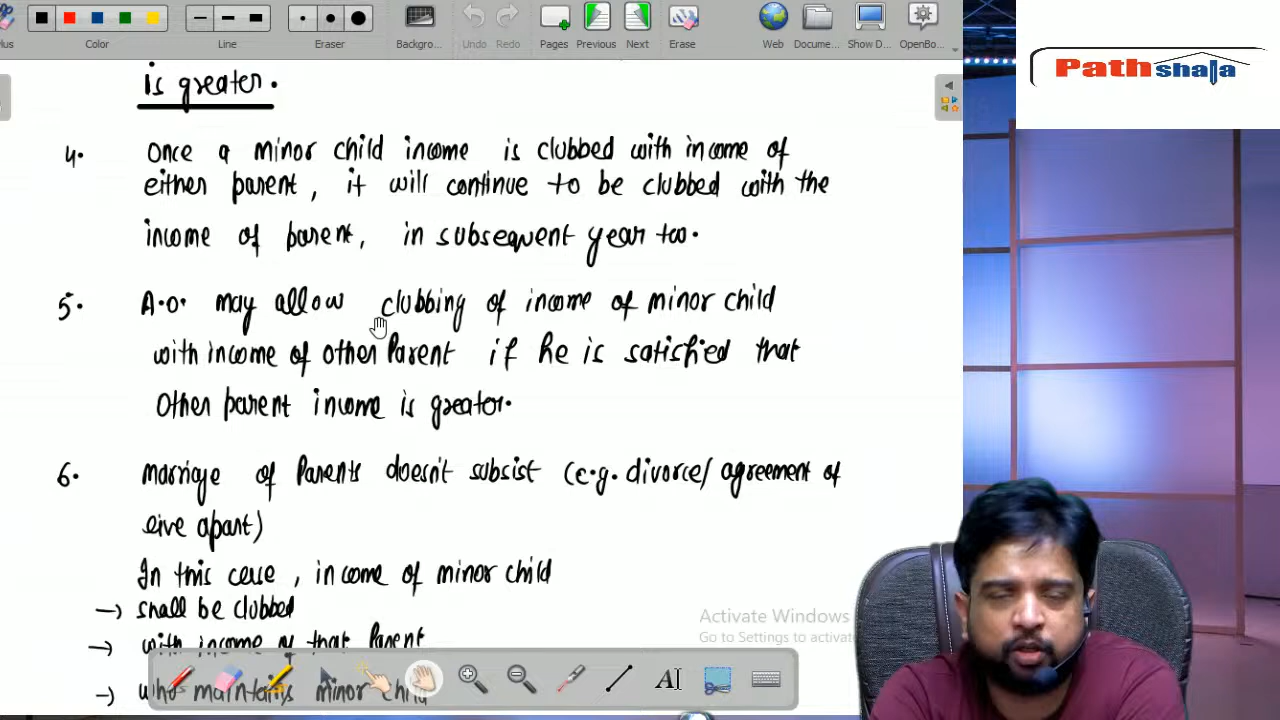 Color
Line
Eraser
Backgro...
Undo
Redo
Pages
Previous
Next
Erase
Web
Docume...
Show D...
OpenBo...
Pathshala
is greater.
4. Once a minor child income is clubbed with income of
either parent, it will continue to be clubbed with the
income of parent, in subsequent year too.
5. A.O. may allow clubbing of income of minor child
with income of other Parent if he is satisfied that
Other parent income is greater.
6. Marriage of Parents doesn't subsist (e.g. divorce/ agreement of
live apart)
In this case, income of minor child
→ shall be clubbed
→ with income of that Parent
→ Who maintains minor child
Activate Windows
Go to Settings to activate